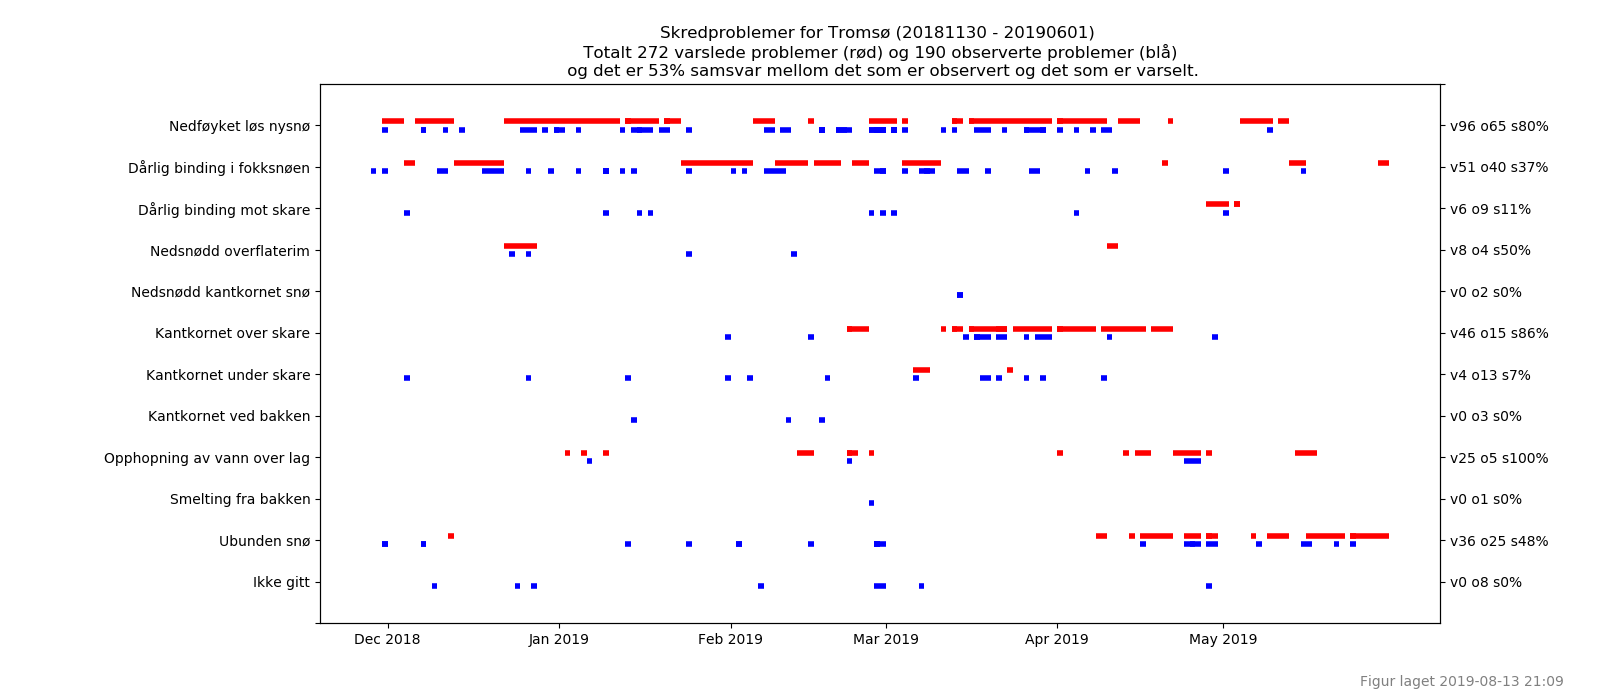 Skredproblemer for Tromsø (20181130 - 20190601)
Totalt 272 varslede problemer (rød) og 190 observerte problemer (blå)
og det er 53% samsvar mellom det som er observert og det som er varselt.
Nedføyket løs nysnø v96 o65 s80%
Dårlig binding i fokksnøen v51 o40 s37%
Dårlig binding mot skare v6 o9 s11%
Nedsnødd overflaterim v8 o4 s50%
Nedsnødd kantkornet snø v0 o2 s0%
Kantkornet over skare v46 o15 s86%
Kantkornet under skare v4 o13 s7%
Kantkornet ved bakken v0 o3 s0%
Opphopning av vann over lag v25 o5 s100%
Smelting fra bakken v0 o1 s0%
Ubunden snø v36 o25 s48%
Ikke gitt v0 o8 s0%
Dec 2018 Jan 2019 Feb 2019 Mar 2019 Apr 2019 May 2019
Figur laget 2019-08-13 21:09